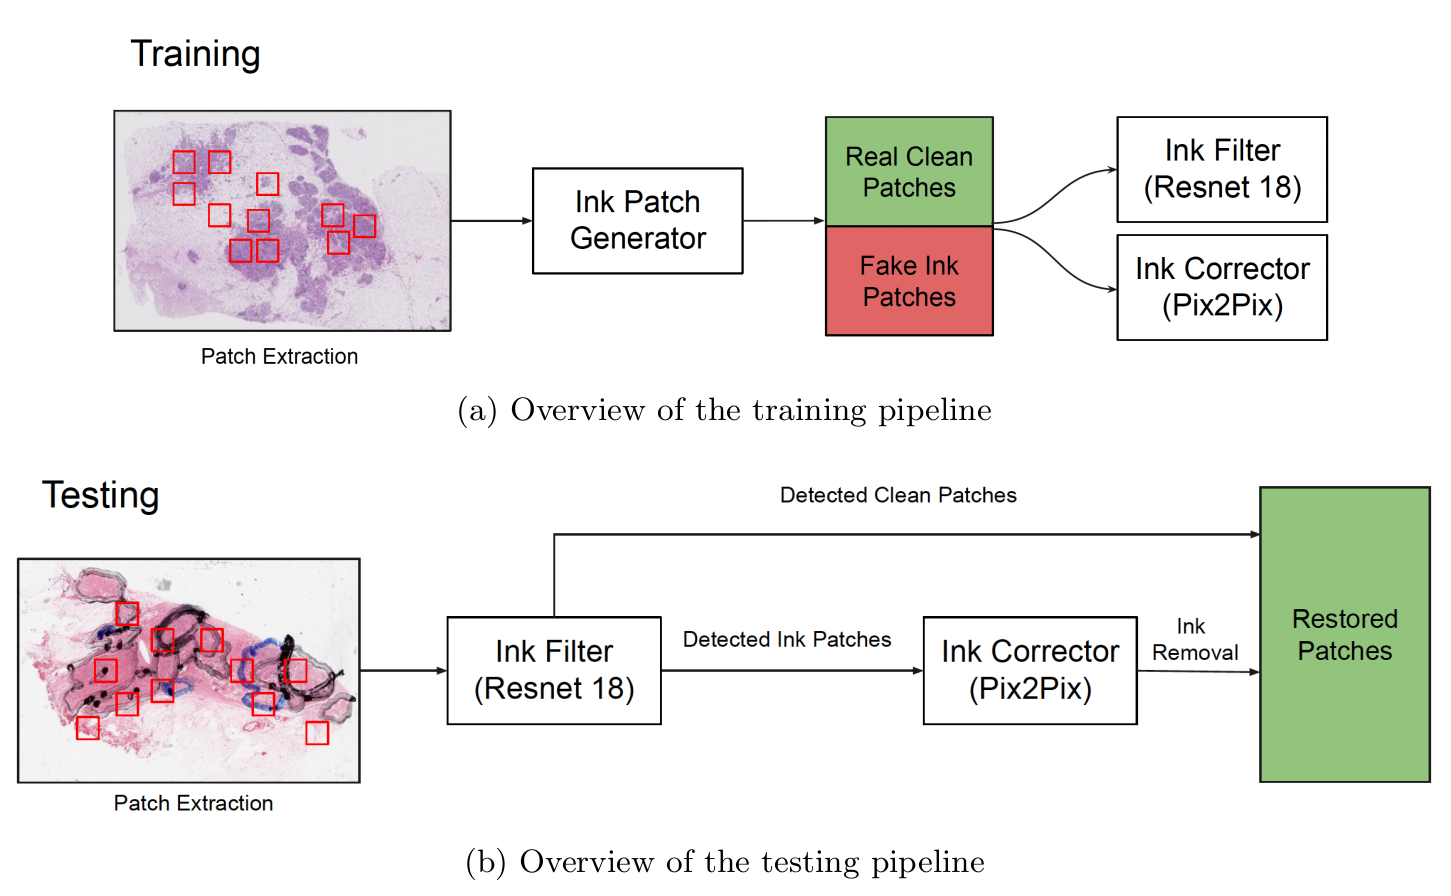 Training
Patch Extraction
Ink Patch
Generator
Real Clean
Patches
Fake Ink
Patches
Ink Filter
(Resnet 18)
Ink Corrector
(Pix2Pix)
(a) Overview of the training pipeline
Testing
Patch Extraction
Ink Filter
(Resnet 18)
Detected Clean Patches
Detected Ink Patches
Ink Corrector
(Pix2Pix)
Ink
Removal
Restored
Patches
(b) Overview of the testing pipeline